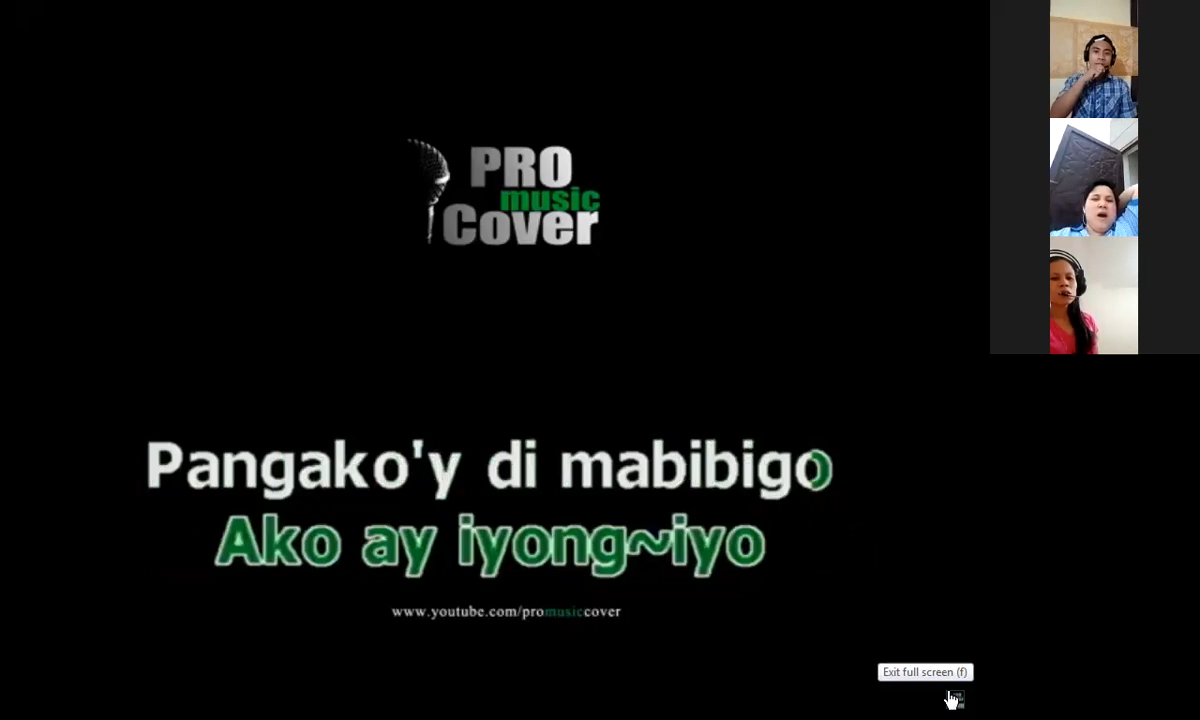 PRO
music
Cover
Pangako'y di mabibigo
Ako ay iyong~iyo
www.youtube.com/promusiccover
Exit full screen (f)